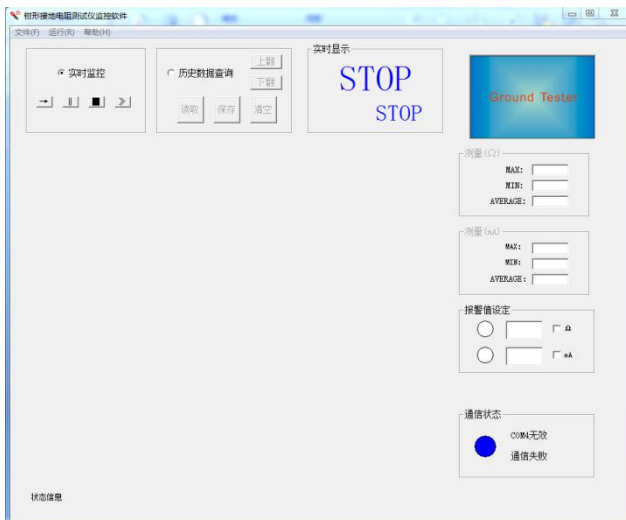 钳形接地电阻测试仪监控软件
文件(F) 运行(R) 帮助(H)
实时监控
历史数据查询
上翻
下翻
读取 保存 清空
实时显示
STOP
STOP
Ground Tester
测量(Ω)
MAX:
MIN:
AVERAGE:
测量(mA)
MAX:
MIN:
AVERAGE:
报警值设定
Ω
mA
通信状态
COM4无效
通信失败
状态信息